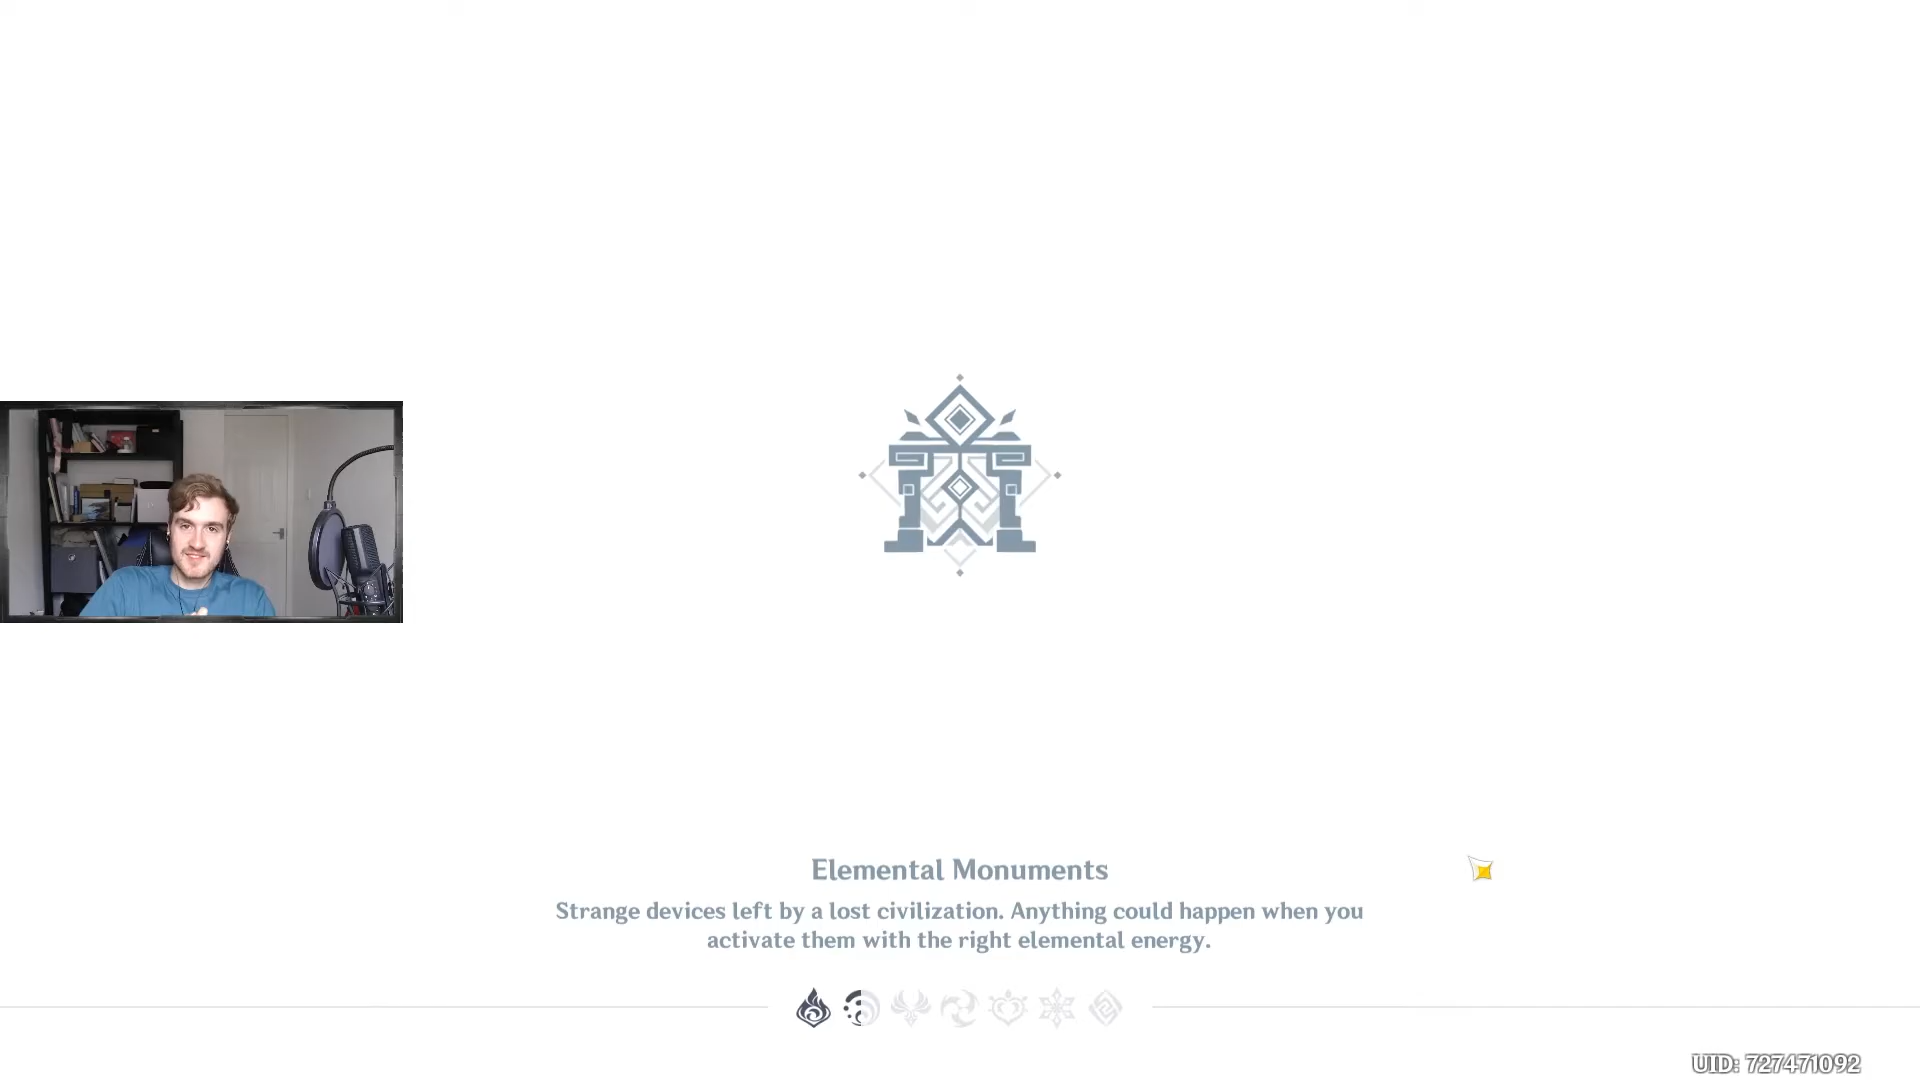 Elemental Monuments
Strange devices left by a lost civilization. Anything could happen when you
activate them with the right elemental energy.
UID: 727471092